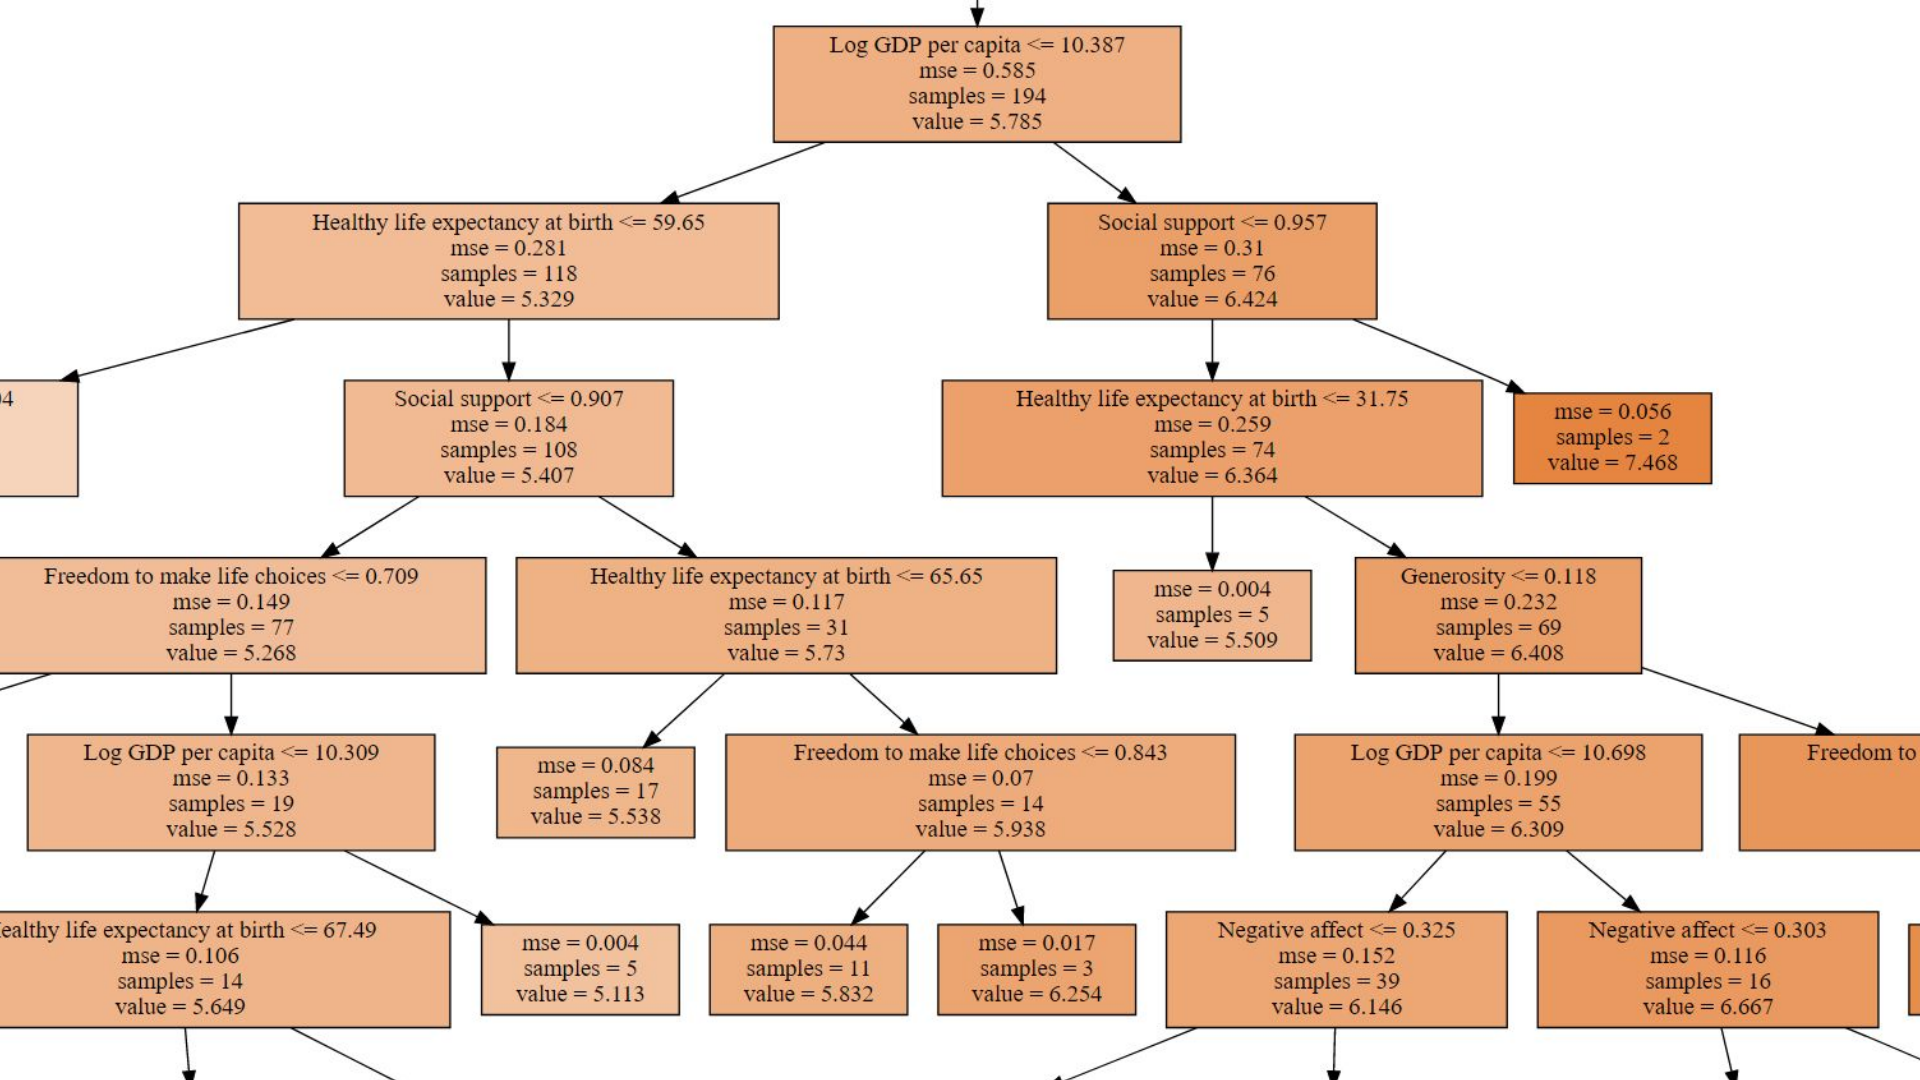 Log GDP per capita <= 10.387
mse = 0.585
samples = 194
value = 5.785
Healthy life expectancy at birth <= 59.65
mse = 0.281
samples = 118
value = 5.329
Social support <= 0.957
mse = 0.31
samples = 76
value = 6.424
Social support <= 0.907
mse = 0.184
samples = 108
value = 5.407
Healthy life expectancy at birth <= 31.75
mse = 0.259
samples = 74
value = 6.364
mse = 0.056
samples = 2
value = 7.468
Freedom to make life choices <= 0.709
mse = 0.149
samples = 77
value = 5.268
Healthy life expectancy at birth <= 65.65
mse = 0.117
samples = 31
value = 5.73
mse = 0.004
samples = 5
value = 5.509
Generosity <= 0.118
mse = 0.232
samples = 69
value = 6.408
Log GDP per capita <= 10.309
mse = 0.133
samples = 19
value = 5.528
mse = 0.084
samples = 17
value = 5.538
Freedom to make life choices <= 0.843
mse = 0.07
samples = 14
value = 5.938
Log GDP per capita <= 10.698
mse = 0.199
samples = 55
value = 6.309
Freedom to
ealthy life expectancy at birth <= 67.49
mse = 0.106
samples = 14
value = 5.649
mse = 0.004
samples = 5
value = 5.113
mse = 0.044
samples = 11
value = 5.832
mse = 0.017
samples = 3
value = 6.254
Negative affect <= 0.325
mse = 0.152
samples = 39
value = 6.146
Negative affect <= 0.303
mse = 0.116
samples = 16
value = 6.667